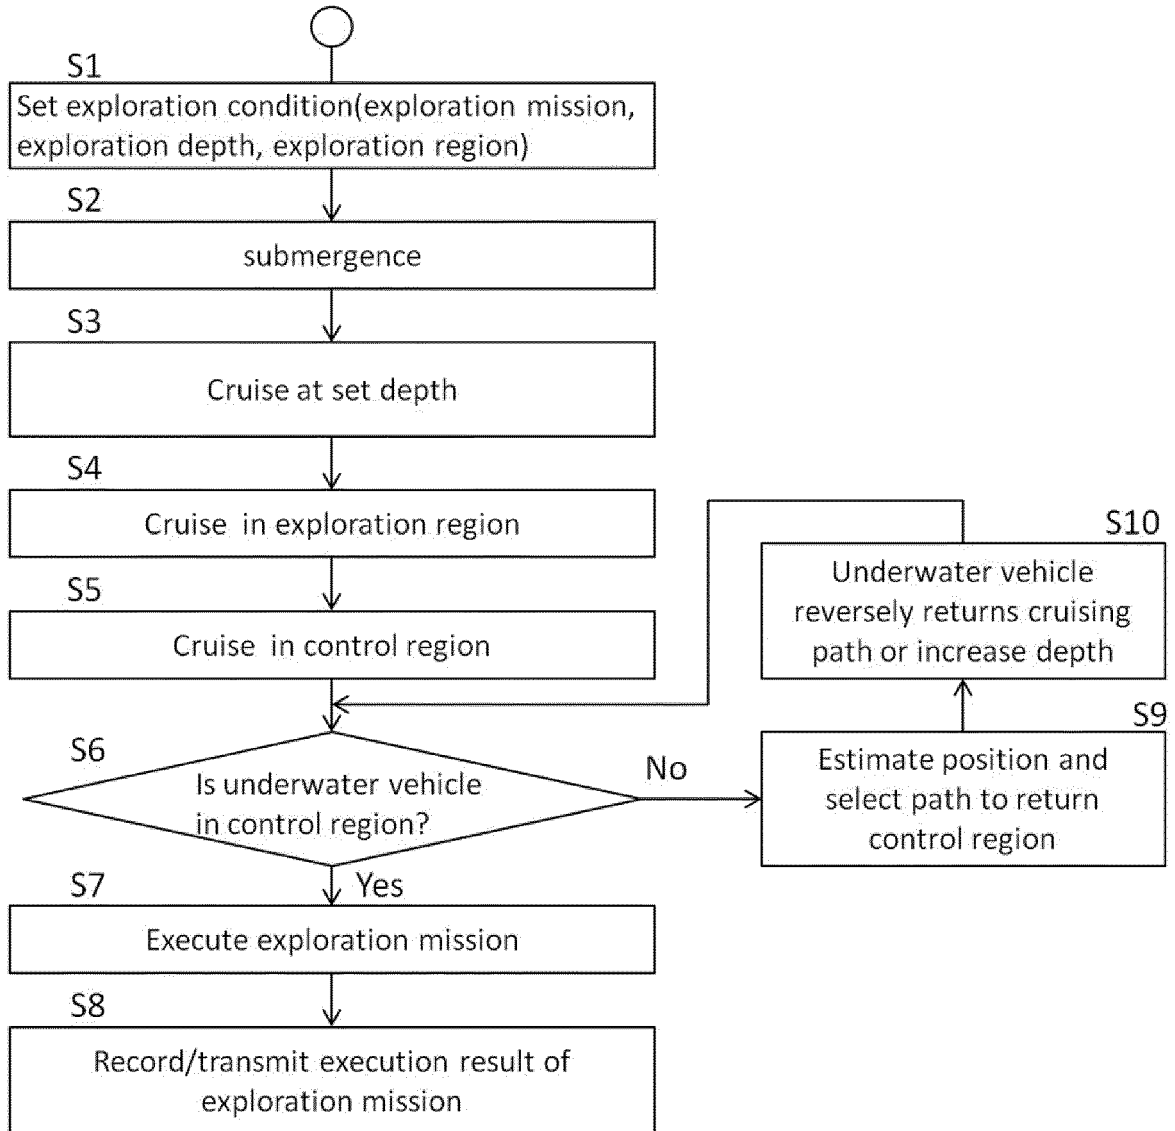 S1
Set exploration condition(exploration mission,
exploration depth, exploration region)
S2
submergence
S3
Cruise at set depth
S4
Cruise in exploration region
S5
Cruise in control region
S6
Is underwater vehicle
in control region?
No
Yes
S7
Execute exploration mission
S8
Record/transmit execution result of
exploration mission
S9
Estimate position and
select path to return
control region
S10
Underwater vehicle
reversely returns cruising
path or increase depth